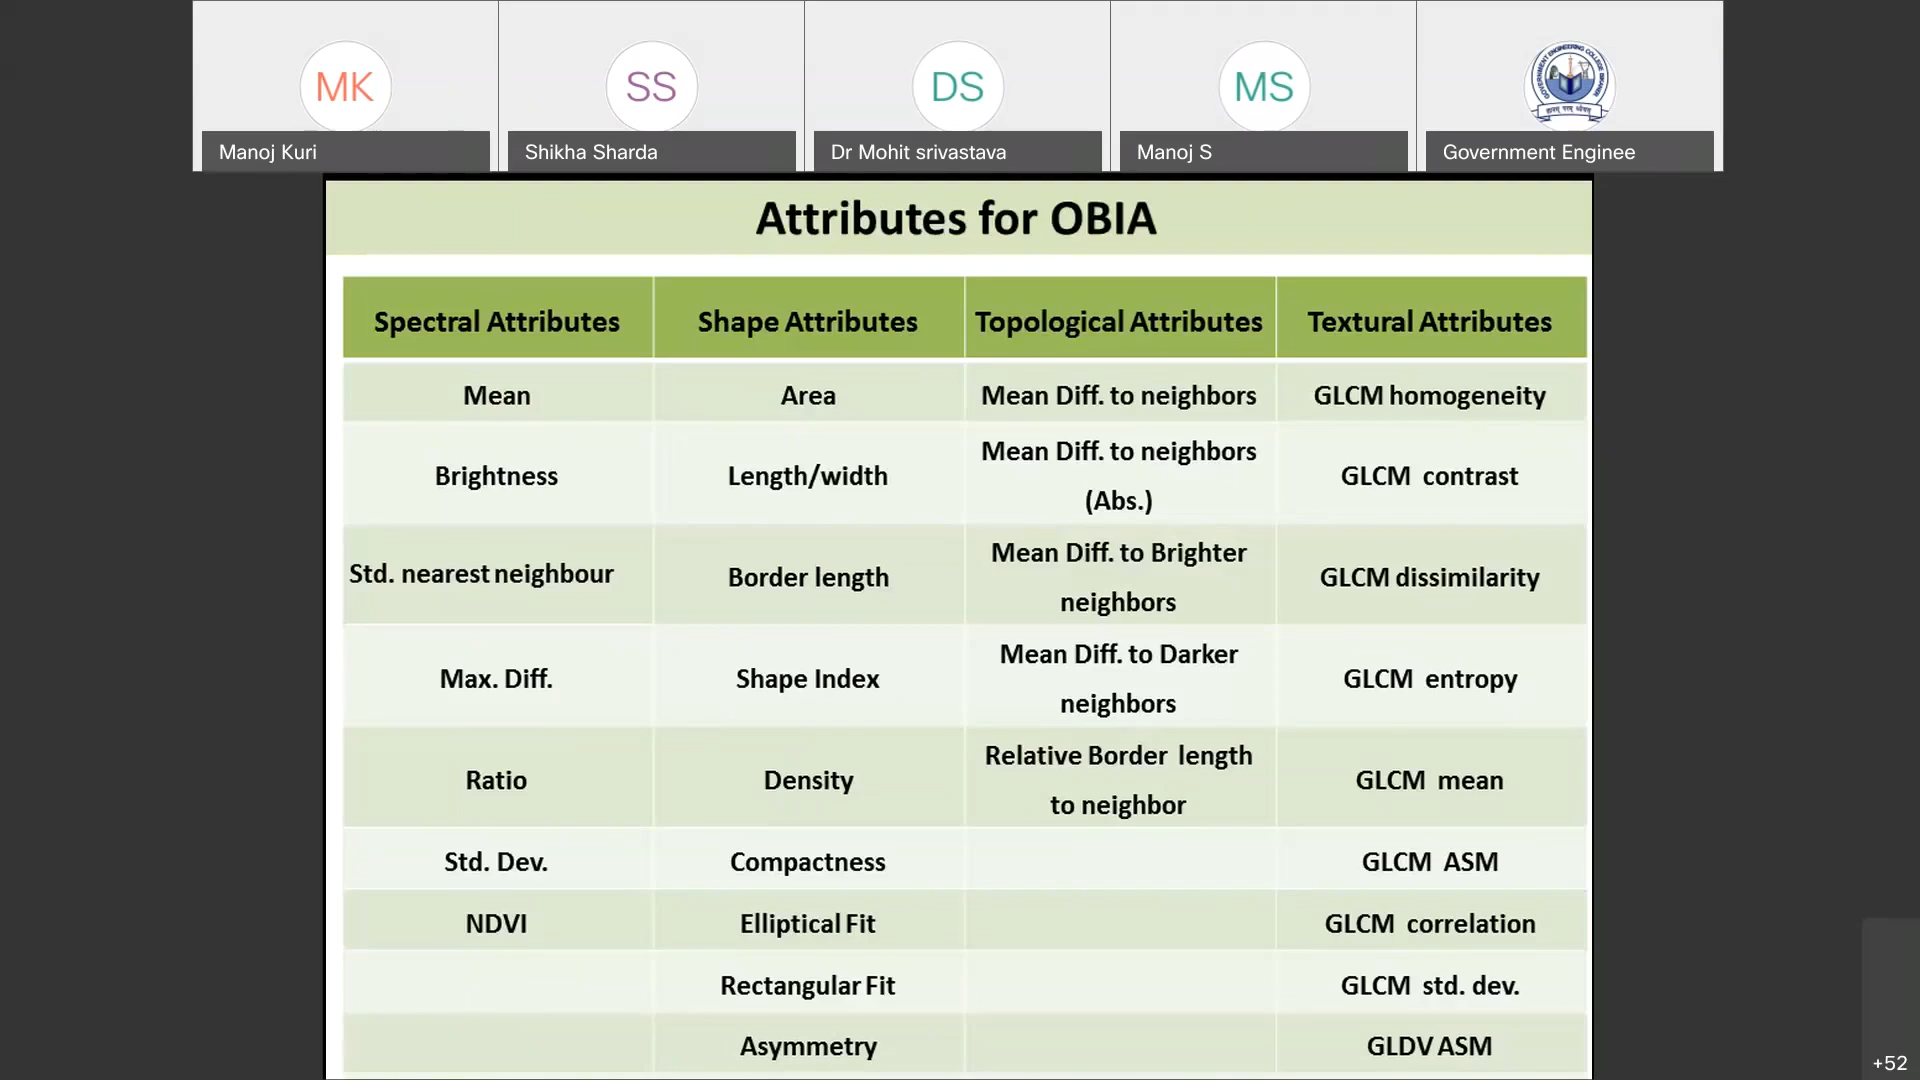 MK
SS
DS
MS
GOVERNMENT ENGINEERING COLLEGE BIKANER
Manoj Kuri
Shikha Sharda
Dr Mohit srivastava
Manoj S
Government Enginee
Attributes for OBIA
Spectral Attributes
Shape Attributes
Topological Attributes
Textural Attributes
Mean
Area
Mean Diff. to neighbors
GLCM homogeneity
Brightness
Length/width
Mean Diff. to neighbors
(Abs.)
GLCM contrast
Std. nearest neighbour
Border length
Mean Diff. to Brighter
neighbors
GLCM dissimilarity
Max. Diff.
Shape Index
Mean Diff. to Darker
neighbors
GLCM entropy
Ratio
Density
Relative Border length
to neighbor
GLCM mean
Std. Dev.
Compactness
GLCM ASM
NDVI
Elliptical Fit
GLCM correlation
Rectangular Fit
GLCM std. dev.
Asymmetry
GLDV ASM
+52